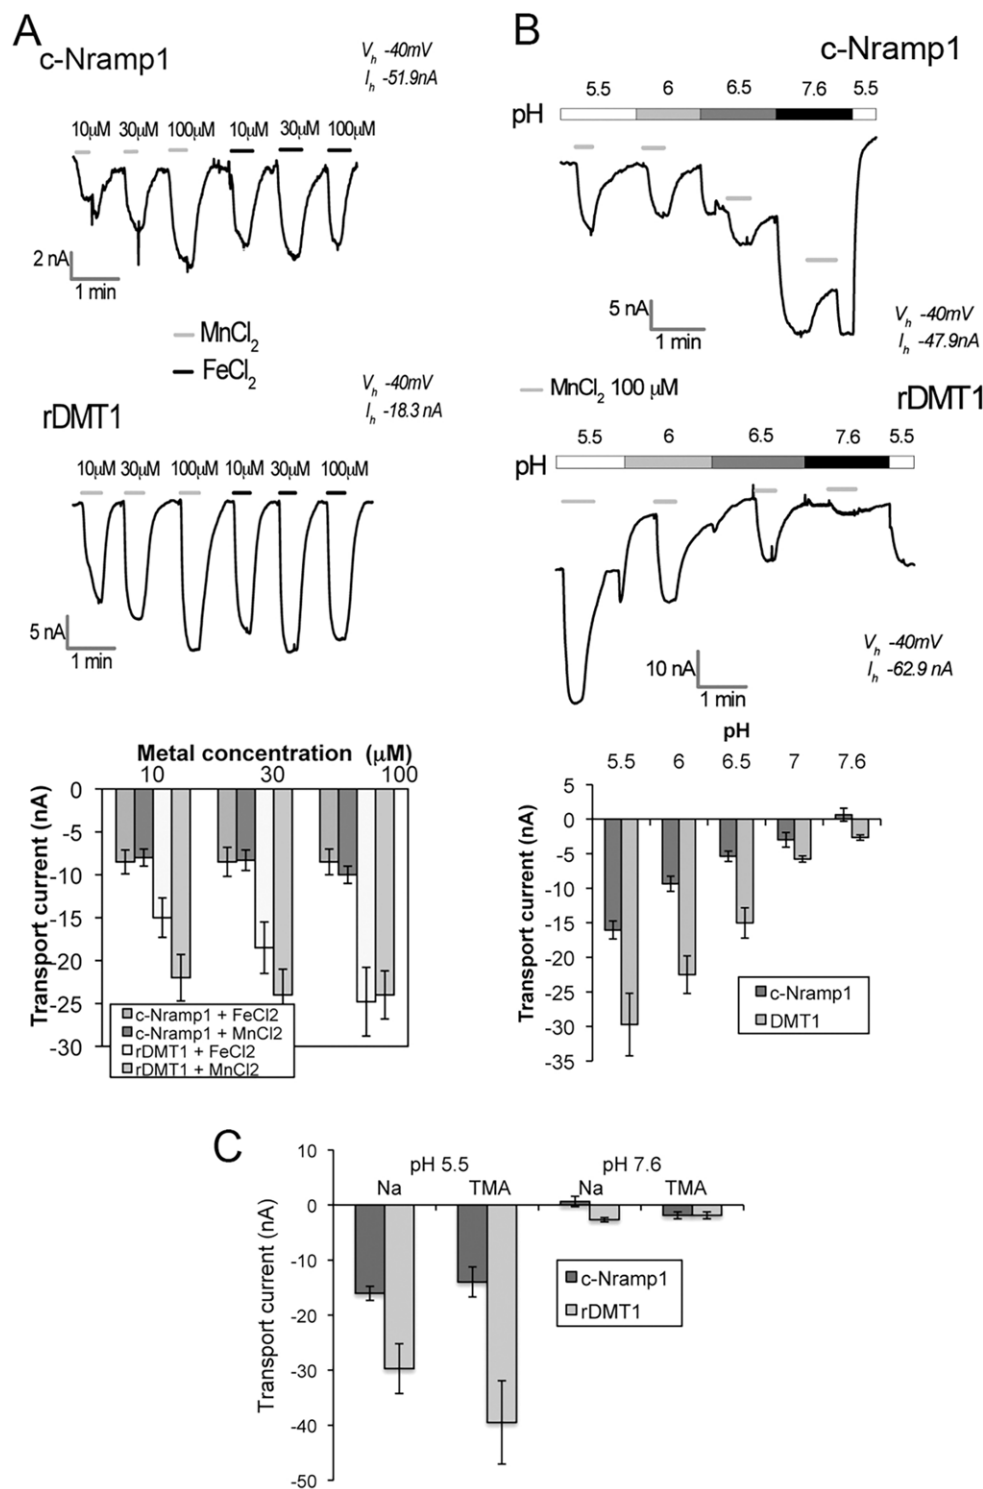 A
c-Nramp1
Vh -40mV
Ih -51.9nA
10µM 30µM 100µM 10µM 30µM 100µM
2 nA
1 min
MnCl2
FeCl2
rDMT1
Vh -40mV
Ih -18.3 nA
10µM 30µM 100µM 10µM 30µM 100µM
5 nA
1 min
Metal concentration (µM)
10 30 100
Transport current (nA)
0
-5
-10
-15
-20
-25
-30
c-Nramp1 + FeCl2
c-Nramp1 + MnCl2
rDMT1 + FeCl2
rDMT1 + MnCl2
B
c-Nramp1
5.5 6 6.5 7.6 5.5
pH
5 nA
1 min
Vh -40mV
Ih -47.9nA
MnCl2 100 µM
rDMT1
5.5 6 6.5 7.6 5.5
pH
10 nA
1 min
Vh -40mV
Ih -62.9 nA
pH
5.5 6 6.5 7 7.6
Transport current (nA)
5
0
-5
-10
-15
-20
-25
-30
-35
c-Nramp1
DMT1
C
pH 5.5 pH 7.6
Na TMA Na TMA
Transport current (nA)
10
0
-10
-20
-30
-40
-50
c-Nramp1
rDMT1